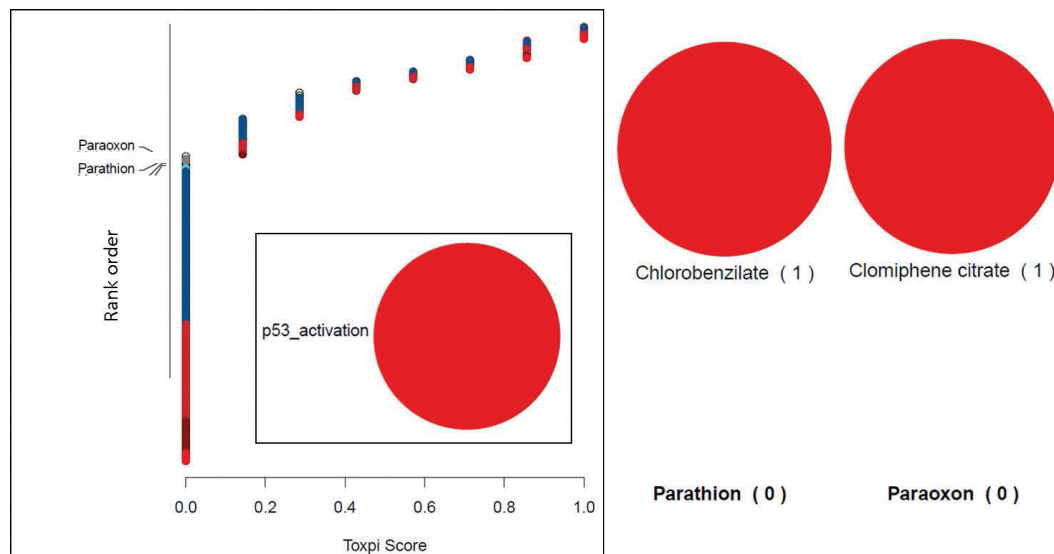 Paraoxon
Parathion
Rank order
p53_activation
0.0 0.2 0.4 0.6 0.8 1.0
Toxpi Score
Chlorobenzilate ( 1 )
Clomiphene citrate ( 1 )
Parathion ( 0 )
Paraoxon ( 0 )